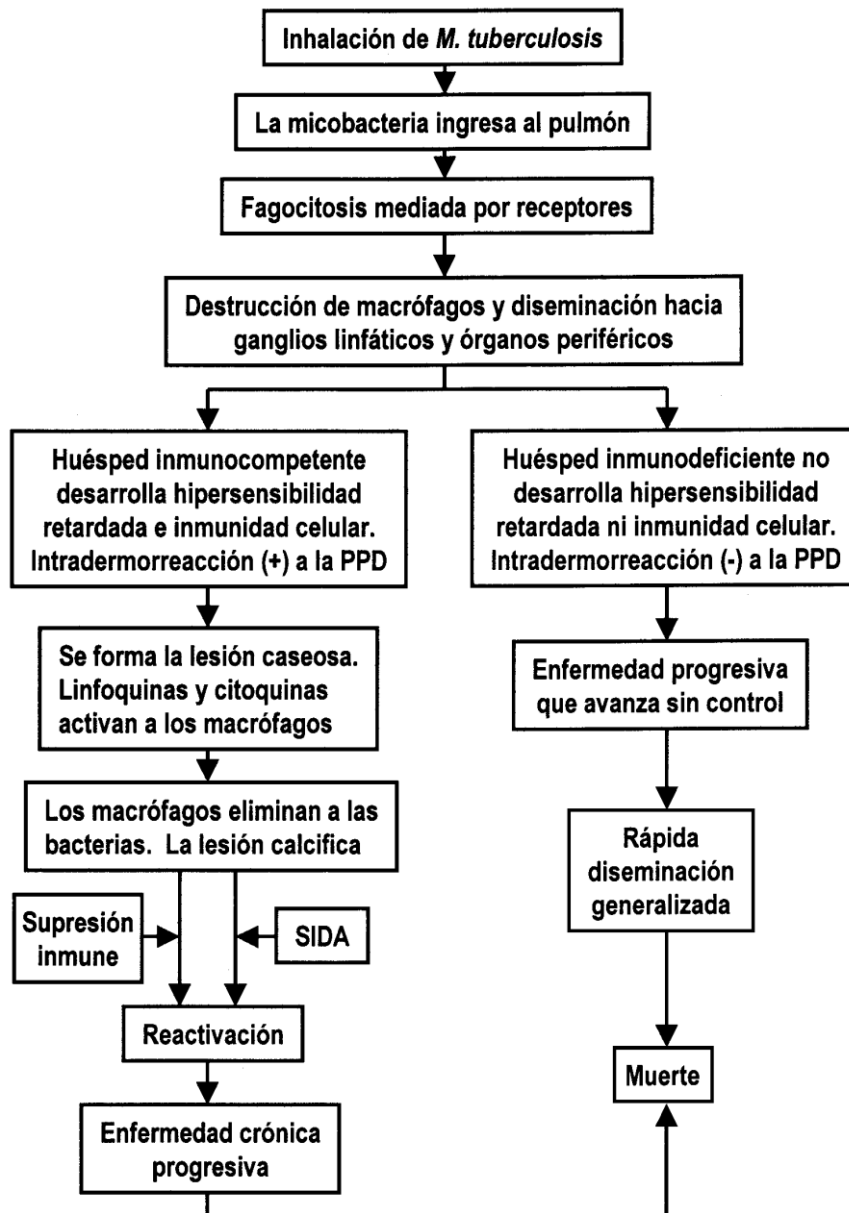 Inhalación de M. tuberculosis
La micobacteria ingresa al pulmón
Fagocitosis mediada por receptores
Destrucción de macrófagos y diseminación hacia
ganglios linfáticos y órganos periféricos
Huésped inmunocompetente
desarrolla hipersensibilidad
retardada e inmunidad celular.
Intradermorreacción (+) a la PPD
Huésped inmunodeficiente no
desarrolla hipersensibilidad
retardada ni inmunidad celular.
Intradermorreacción (-) a la PPD
Se forma la lesión caseosa.
Linfoquinas y citoquinas
activan a los macrófagos
Enfermedad progresiva
que avanza sin control
Los macrófagos eliminan a las
bacterias. La lesión calcifica
Rápida
diseminación
generalizada
Supresión
inmune
SIDA
Reactivación
Muerte
Enfermedad crónica
progresiva